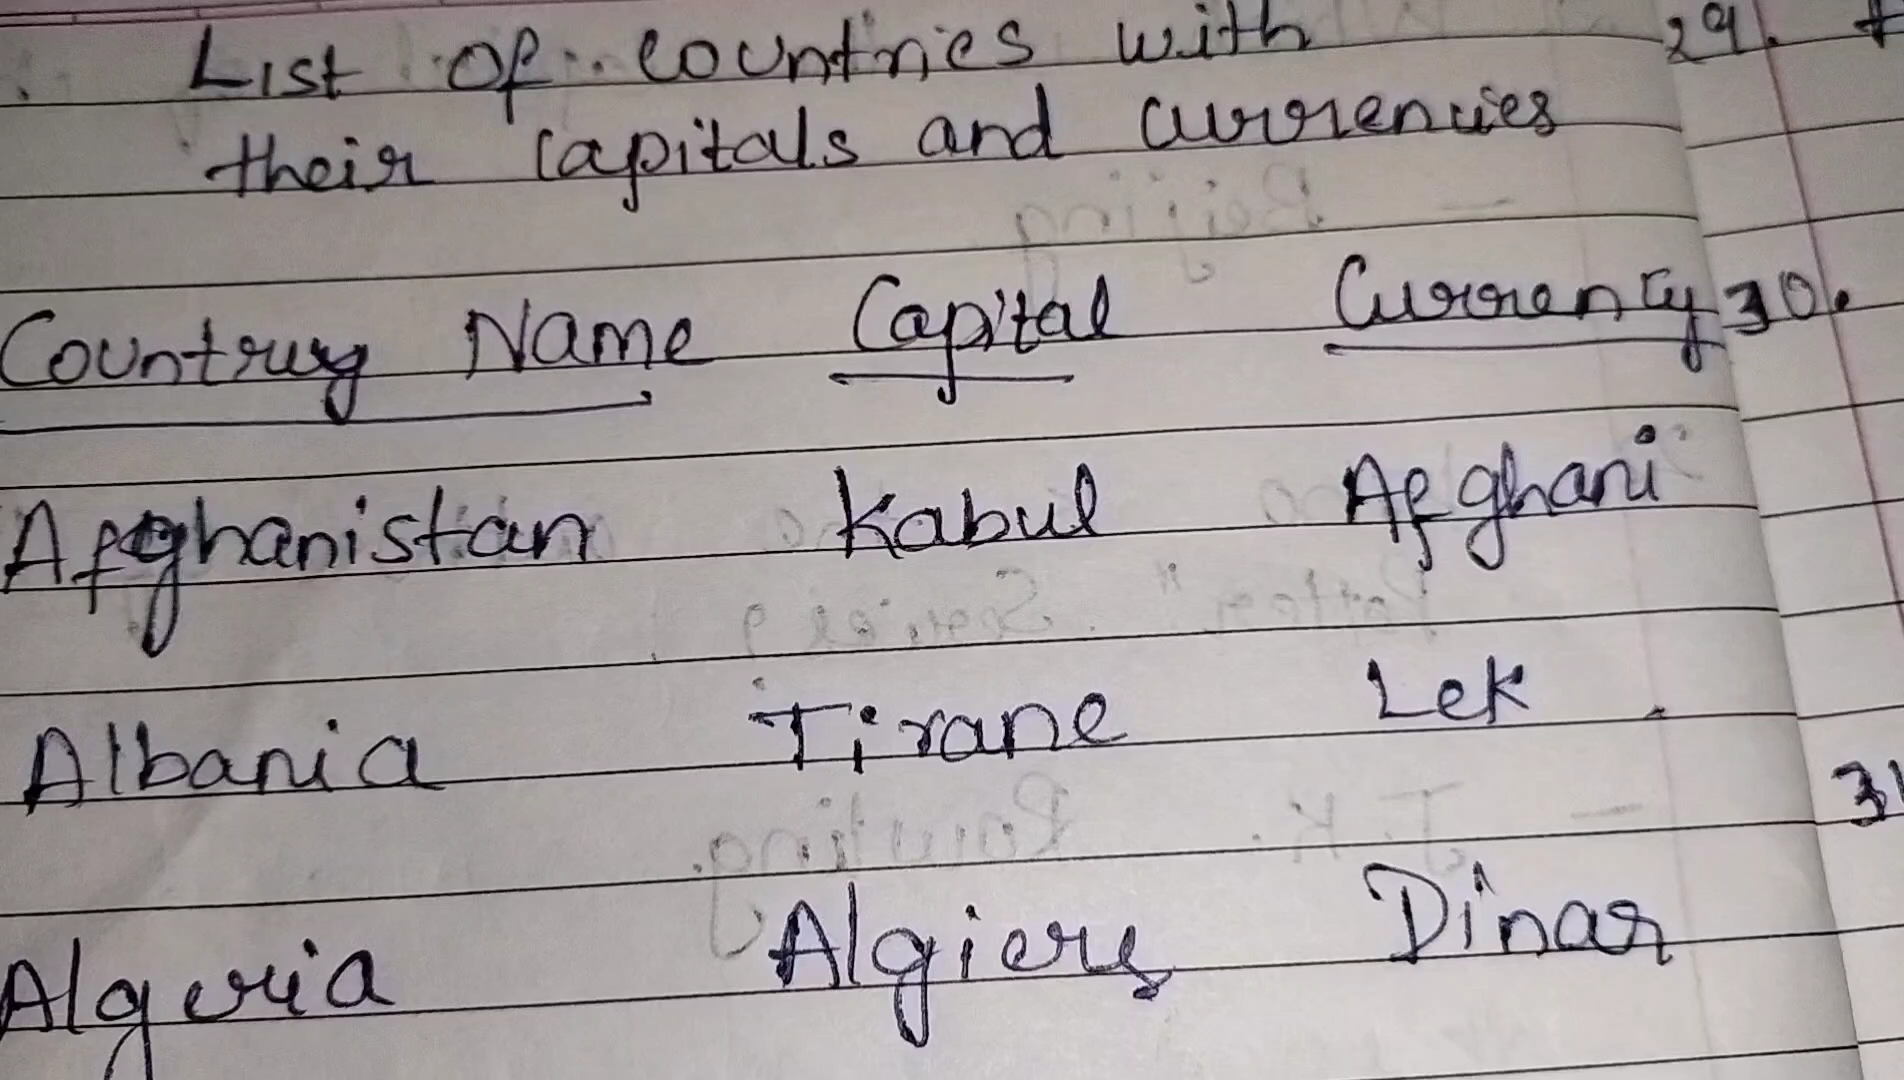 List of countries with
their capitals and currencies
Country Name Capital Currency
Afghanistan Kabul Afghani
Albania Tirane Lek
Algeria Algiers Dinar
29.
30.
31